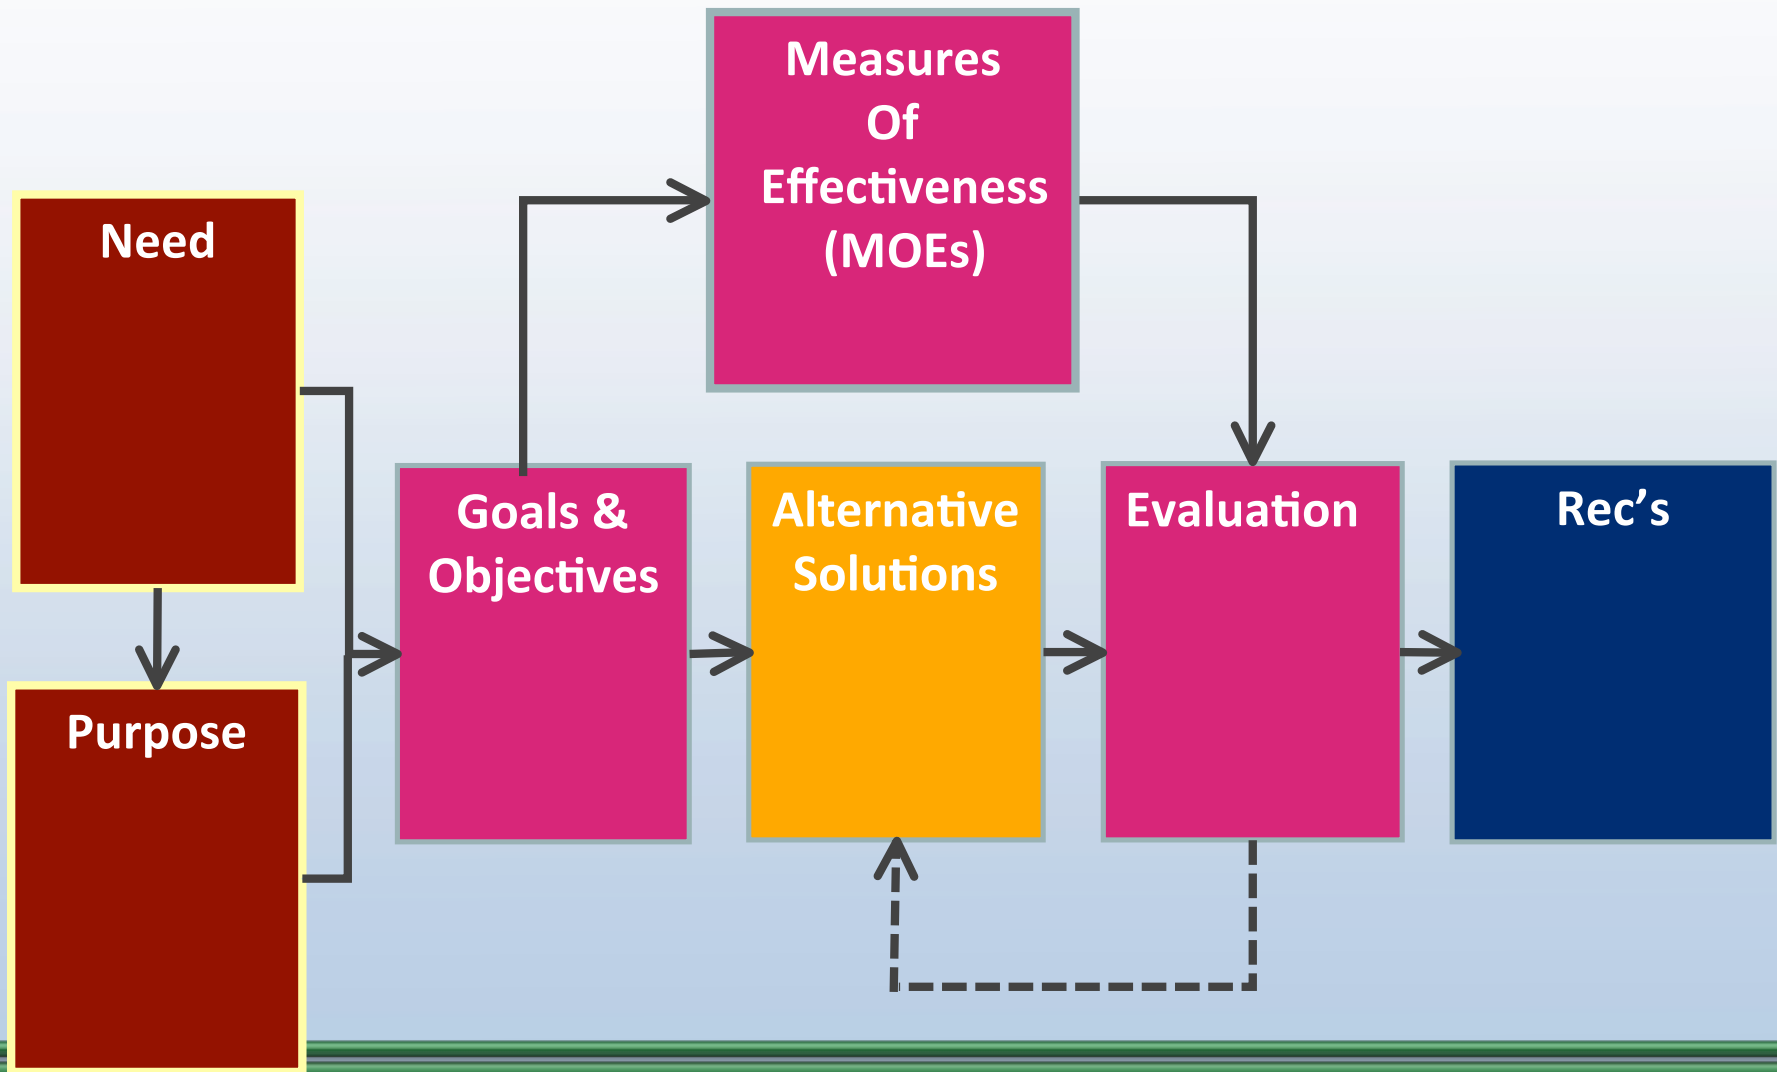 Measures
Of
Effectiveness
(MOEs)
Need
Purpose
Goals &
Objectives
Alternative
Solutions
Evaluation
Rec’s